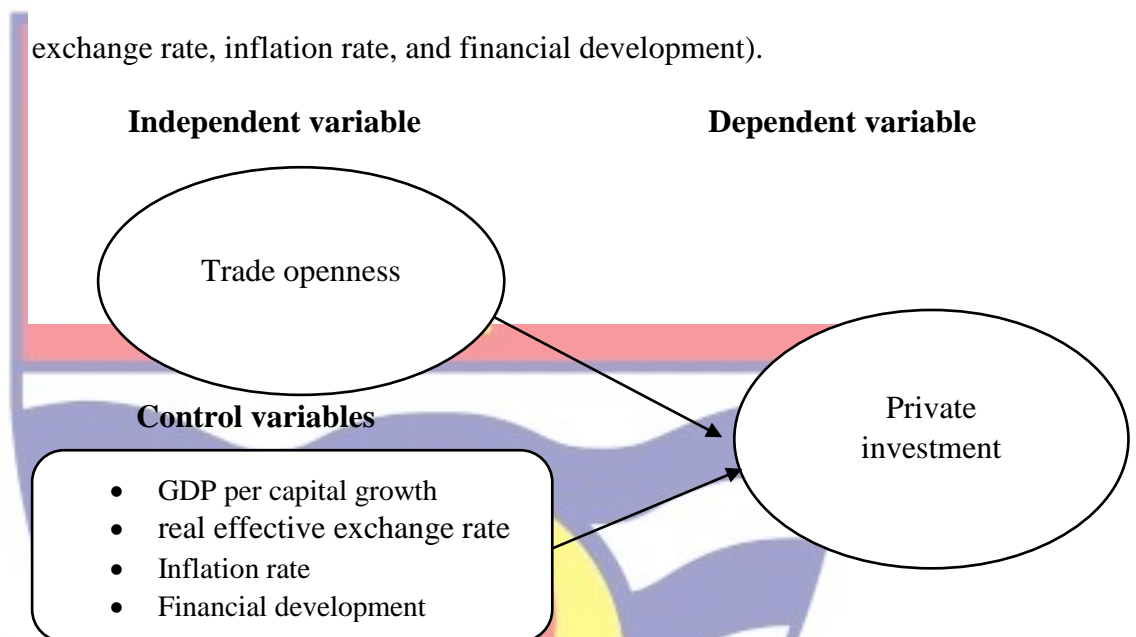 exchange rate, inflation rate, and financial development).
Independent variable
Dependent variable
Trade openness
Control variables
• GDP per capital growth
• real effective exchange rate
• Inflation rate
• Financial development
Private
investment